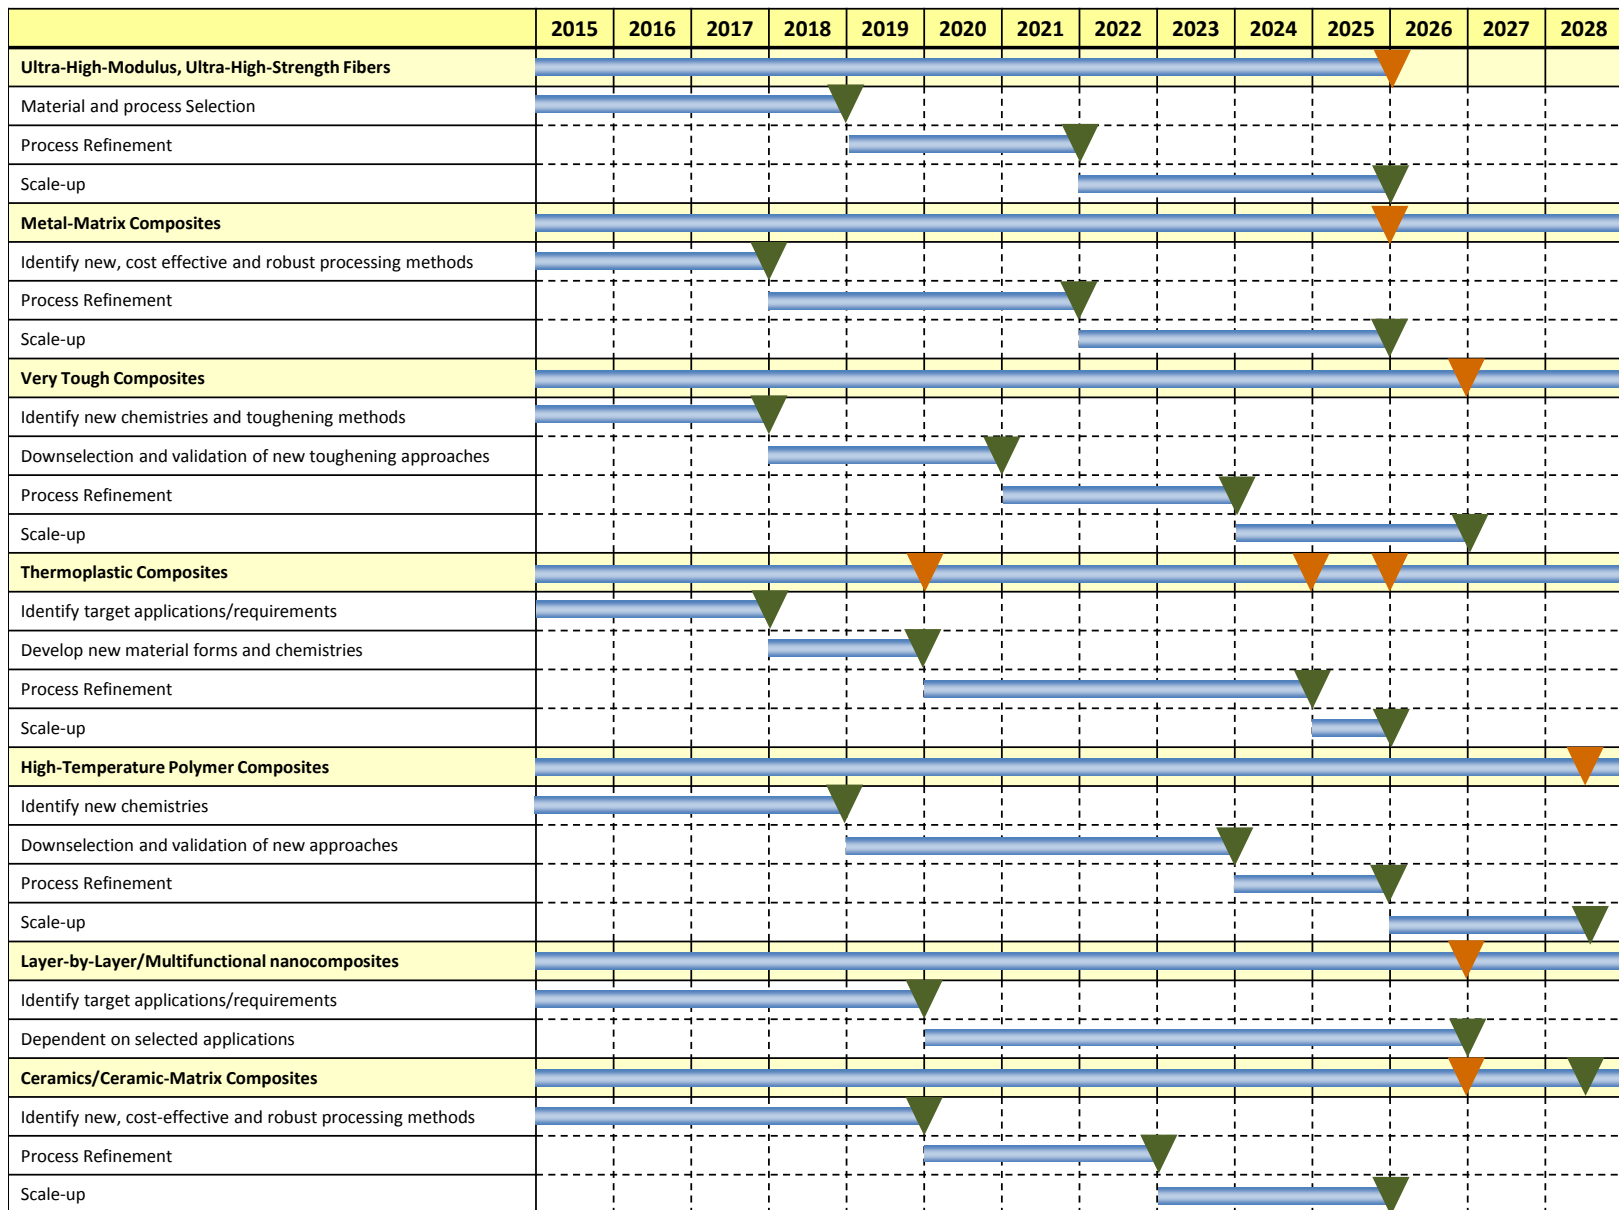 2015 2016 2017 2018 2019 2020 2021 2022 2023 2024 2025 2026 2027 2028
Ultra-High-Modulus, Ultra-High-Strength Fibers
Material and process Selection
Process Refinement
Scale-up
Metal-Matrix Composites
Identify new, cost effective and robust processing methods
Process Refinement
Scale-up
Very Tough Composites
Identify new chemistries and toughening methods
Downselection and validation of new toughening approaches
Process Refinement
Scale-up
Thermoplastic Composites
Identify target applications/requirements
Develop new material forms and chemistries
Process Refinement
Scale-up
High-Temperature Polymer Composites
Identify new chemistries
Downselection and validation of new approaches
Process Refinement
Scale-up
Layer-by-Layer/Multifunctional nanocomposites
Identify target applications/requirements
Dependent on selected applications
Ceramics/Ceramic-Matrix Composites
Identify new, cost-effective and robust processing methods
Process Refinement
Scale-up